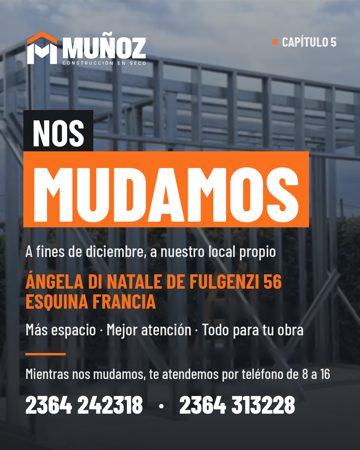 MUÑOZ
CONSTRUCCIÓN EN SECO
CAPÍTULO 5
NOS
MUDAMOS
A fines de diciembre, a nuestro local propio
ÁNGELA DI NATALE DE FULGENZI 56
ESQUINA FRANCIA
Más espacio · Mejor atención · Todo para tu obra
Mientras nos mudamos, te atendemos por teléfono de 8 a 16
2364 242318 · 2364 313228